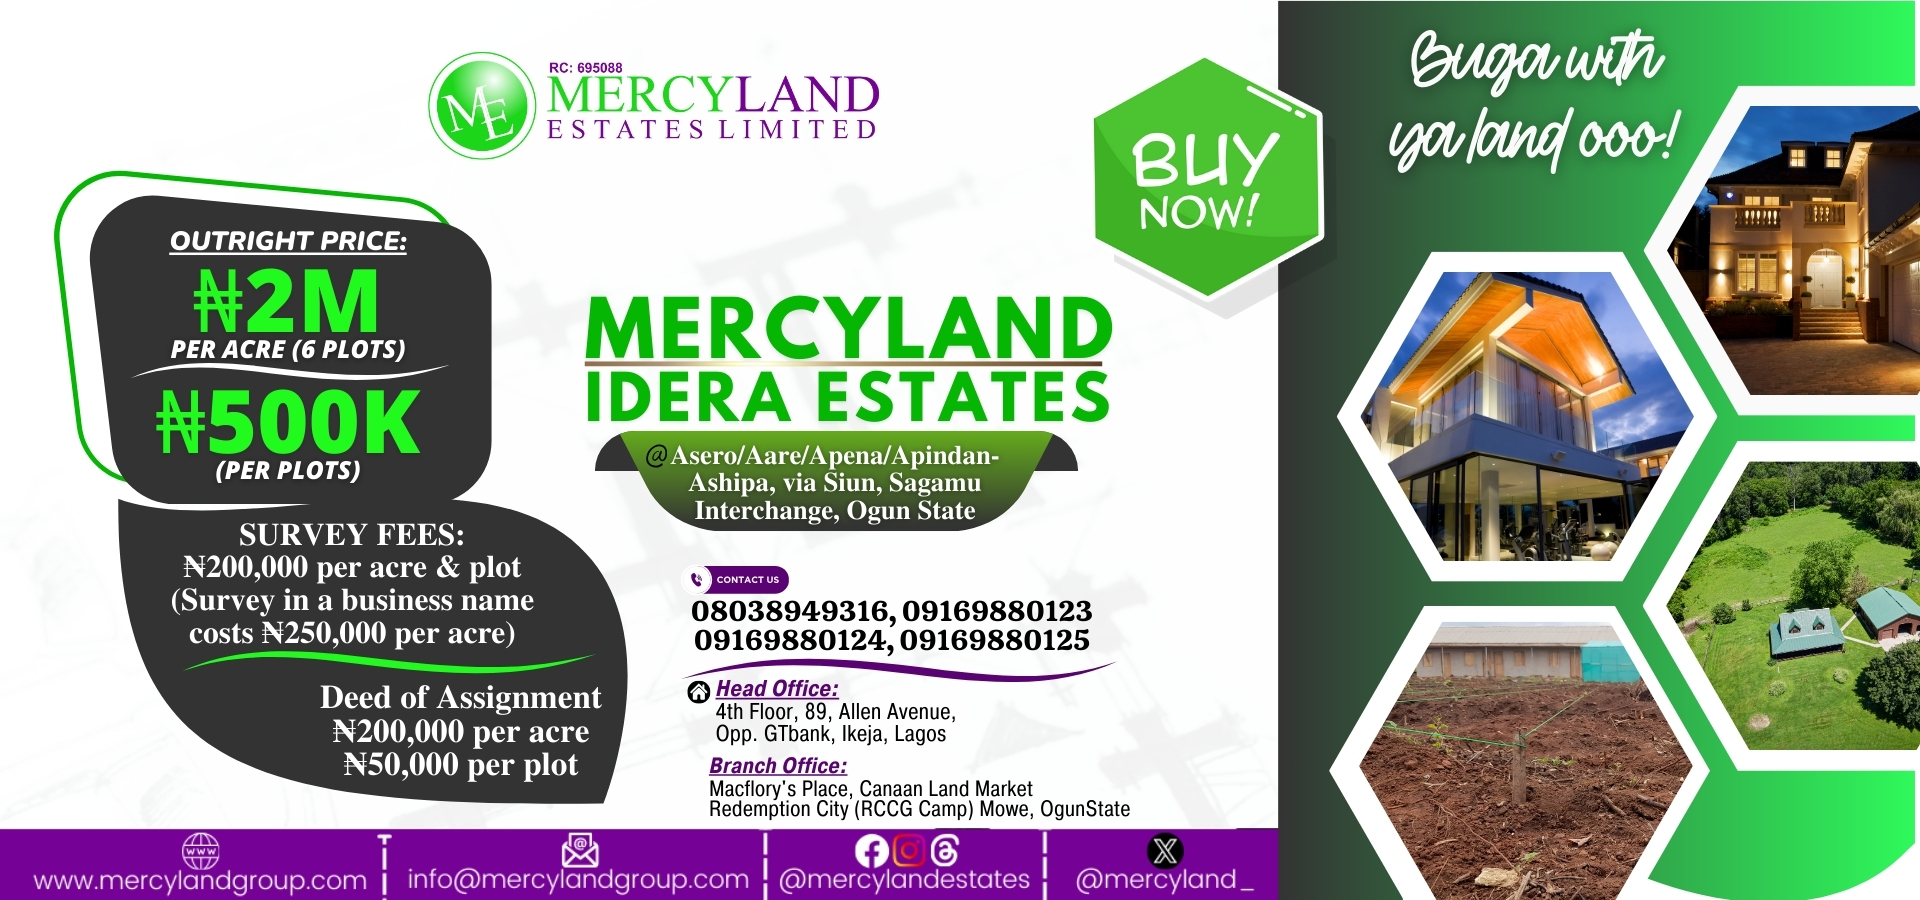 RC: 695088
ME
MERCYLAND
ESTATES LIMITED
OUTRIGHT PRICE:
₦2M
PER ACRE (6 PLOTS)
₦500K
(PER PLOTS)
SURVEY FEES:
₦200,000 per acre & plot
(Survey in a business name
costs ₦250,000 per acre)
Deed of Assignment
₦200,000 per acre
₦50,000 per plot
MERCYLAND
IDERA ESTATES
@Asero/Aare/Apena/Apindan-
Ashipa, via Siun, Sagamu
Interchange, Ogun State
CONTACT US
08038949316, 09169880123
09169880124, 09169880125
Head Office:
4th Floor, 89, Allen Avenue,
Opp. GTbank, Ikeja, Lagos
Branch Office:
Macflory's Place, Canaan Land Market
Redemption City (RCCG Camp) Mowe, OgunState
BUY
NOW!
Buga with
ya land ooo!
www
www.mercylandgroup.com
@
info@mercylandgroup.com
@mercylandestates
@mercyland_